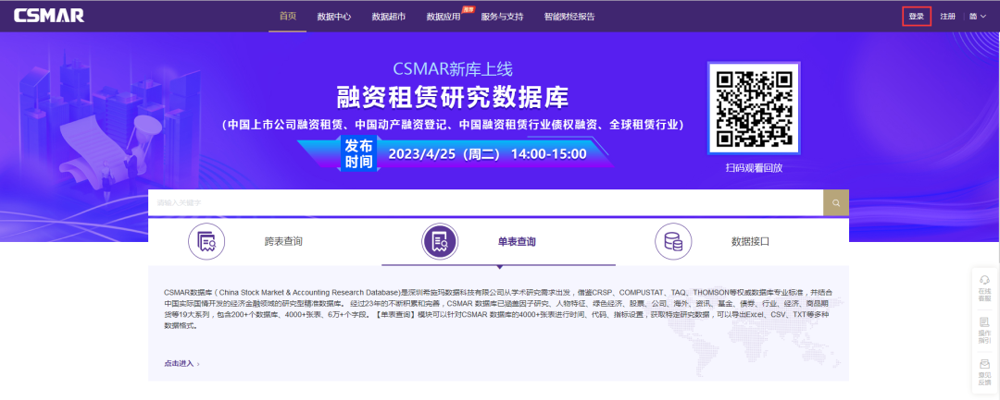 CSMAR
首页 数据中心 数据超市 数据应用 服务与支持 智能财经报告 登录 注册 简
CSMAR新库上线
融资租赁研究数据库
(中国上市公司融资租赁、中国动产融资登记、中国融资租赁行业债权融资、全球租赁行业)
发布
时间
2023/4/25（周二） 14:00-15:00
扫码观看回放
请输入关键字
跨表查询 单表查询 数据接口
CSMAR数据库 ( China Stock Market & Accounting Research Database)是深圳希施玛数据科技有限公司从学术研究需求出发，借鉴CRSP、COMPUSTAT、TAQ、THOMSON等权威数据库专业标准，并结合
中国实际国情开发的经济金融领域的研究型精准数据库。 经过23年的不断积累和完善，CSMAR 数据库已涵盖因子研究、人物特征、绿色经济、股票、公司、海外、资讯、基金、债券、行业、经济、商品期
货等19大系列，包含200+个数据库、4000+张表、6万+个字段。【单表查询】模块可以针对CSMAR 数据库的4000+张表进行时间、代码、指标设置，获取特定研究数据，可以导出Excel、CSV、TXT等多种
数据格式。
点击进入 ›
在线
客服
操作
指引
意见
反馈